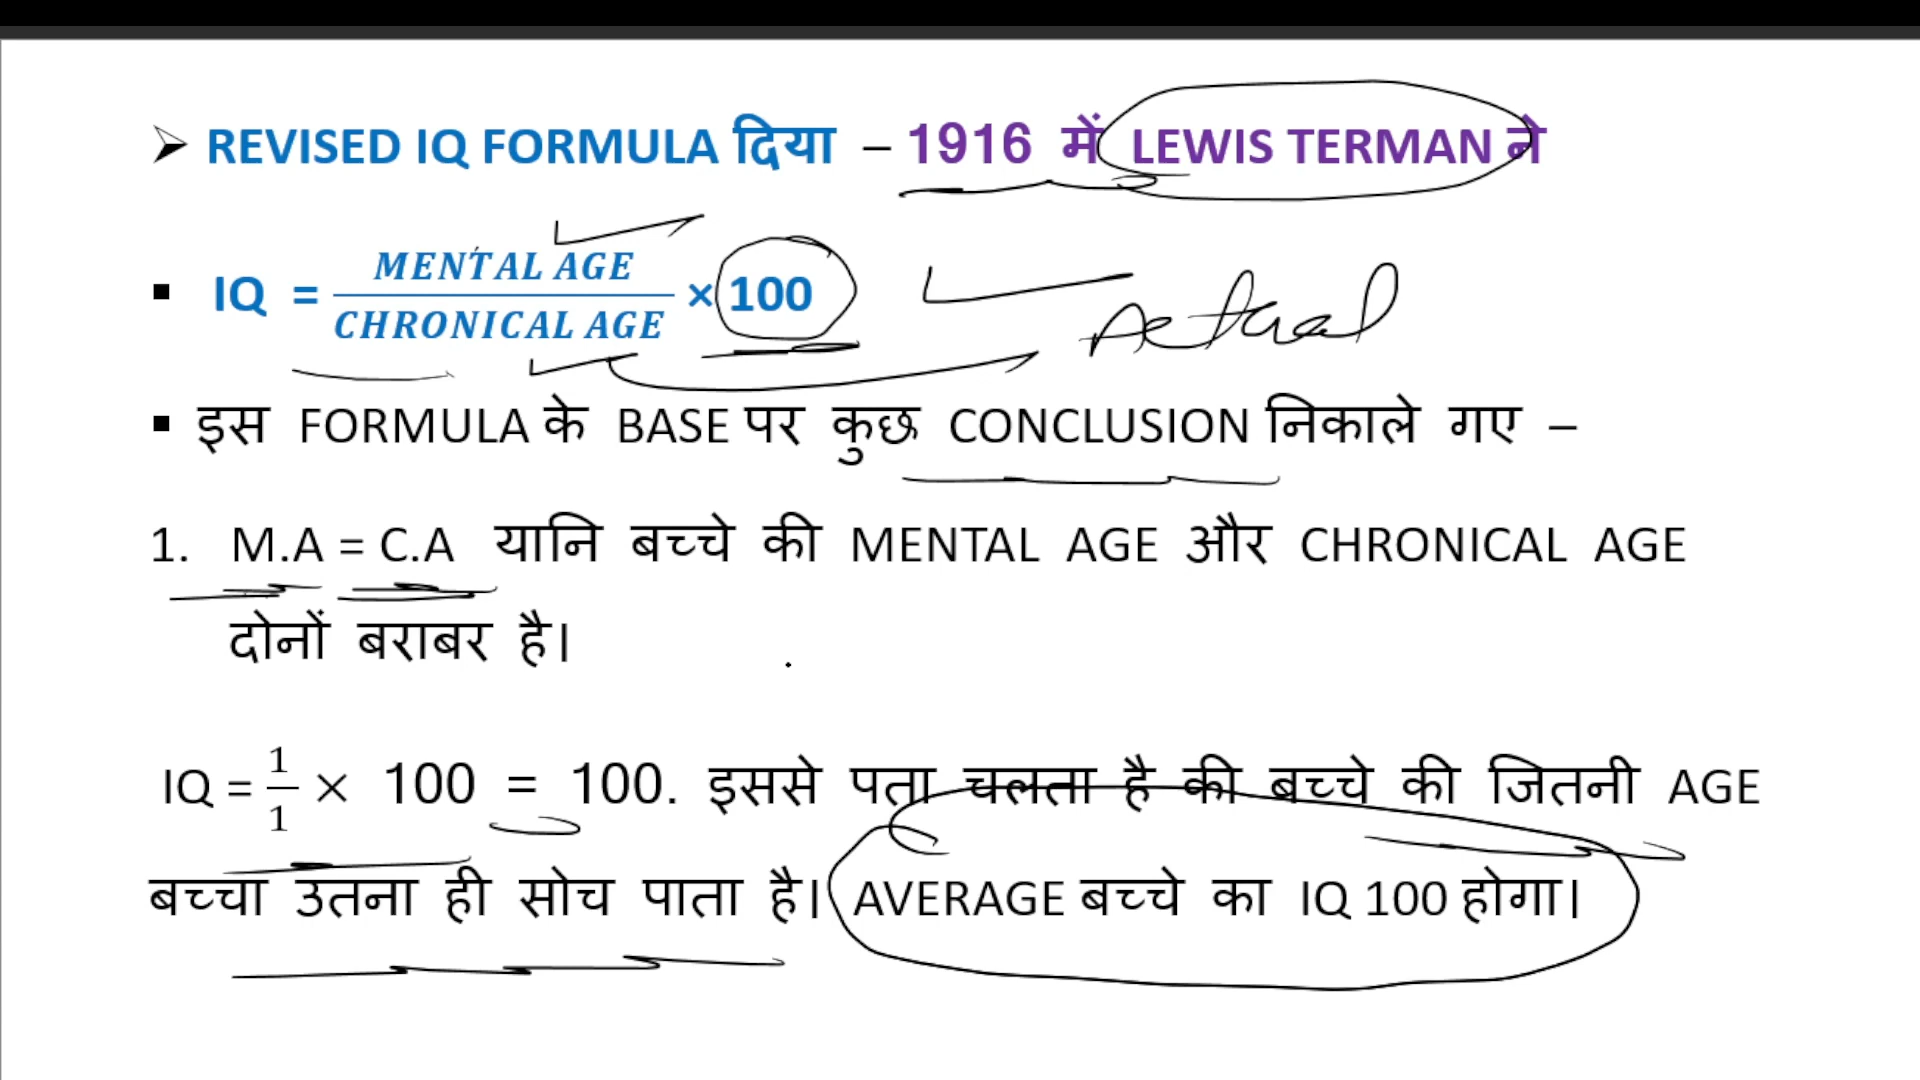 ➢ REVISED IQ FORMULA दिया – 1916 में LEWIS TERMAN ने
▪ IQ = MENTAL AGE / CHRONICAL AGE × 100
Actual
▪ इस FORMULA के BASE पर कुछ CONCLUSION निकाले गए –
1. M.A = C.A यानि बच्चे की MENTAL AGE और CHRONICAL AGE
दोनों बराबर है।
IQ = 1/1 × 100 = 100. इससे पता चलता है की बच्चे की जितनी AGE
बच्चा उतना ही सोच पाता है। AVERAGE बच्चे का IQ 100 होगा।